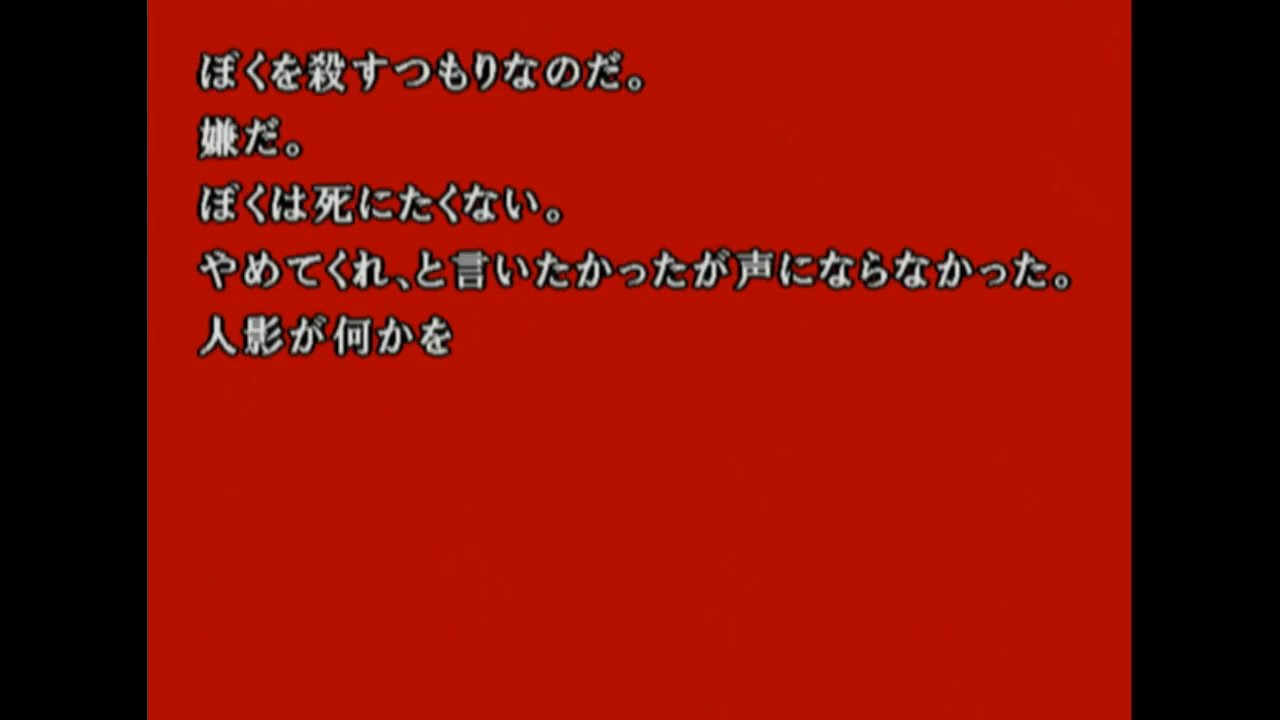 ぼくを殺すつもりなのだ。
嫌だ。
ぼくは死にたくない。
やめてくれ、と言いたかったが声にならなかった。
人影が何かを